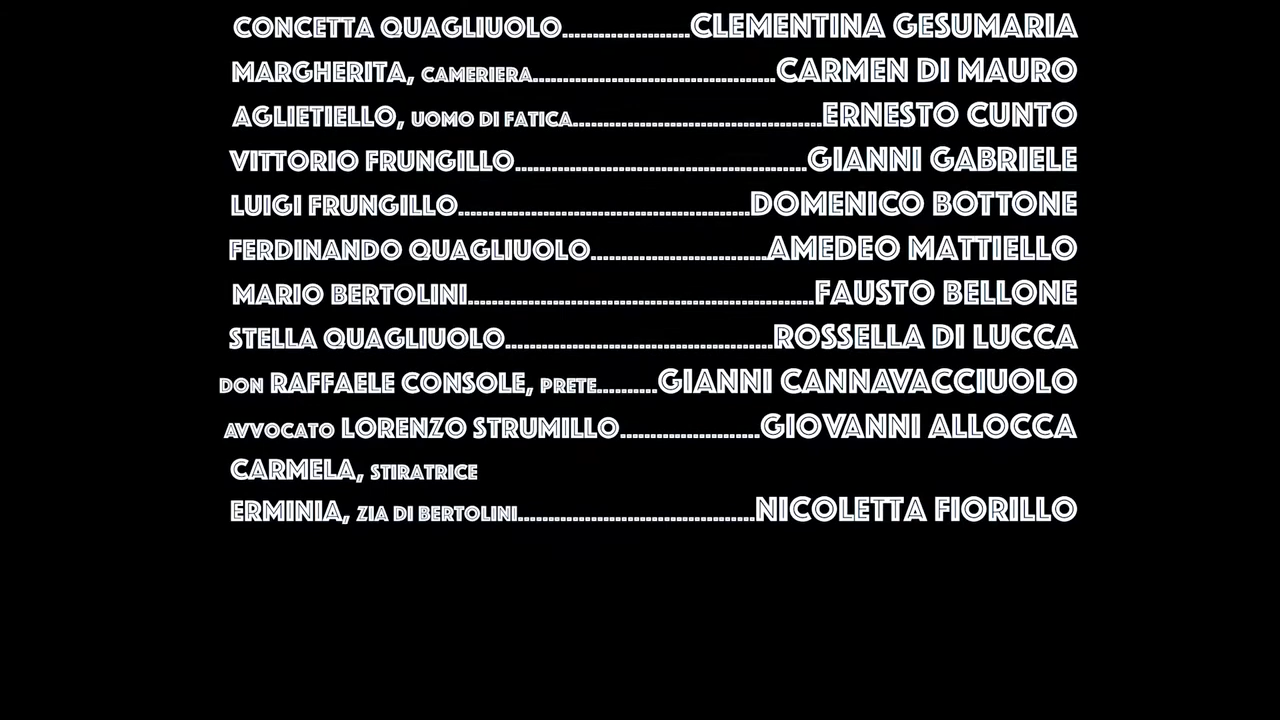 CONCETTA QUAGLIUOLO.....................CLEMENTINA GESUMARIA
MARGHERITA, CAMERIERA........................................CARMEN DI MAURO
AGLIETIELLO, UOMO DI FATICA.........................................ERNESTO CUNTO
VITTORIO FRUNGILLO................................................GIANNI GABRIELE
LUIGI FRUNGILLO................................................DOMENICO BOTTONE
FERDINANDO QUAGLIUOLO.............................AMEDEO MATTIELLO
MARIO BERTOLINI.........................................................FAUSTO BELLONE
STELLA QUAGLIUOLO............................................ROSSELLA DI LUCCA
DON RAFFAELE CONSOLE, PRETE..........GIANNI CANNAVACCIUOLO
AVVOCATO LORENZO STRUMILLO.......................GIOVANNI ALLOCCA
CARMELA, STIRATRICE
ERMINIA, ZIA DI BERTOLINI.......................................NICOLETTA FIORILLO